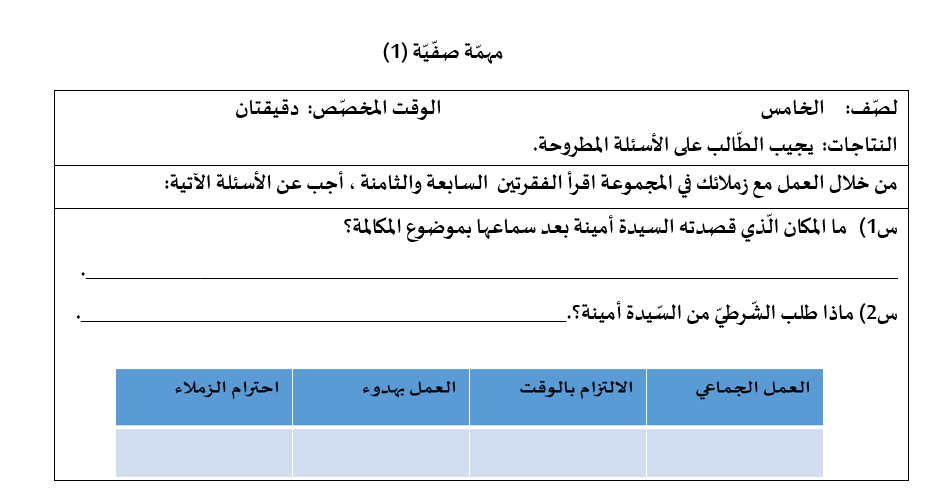 مهمّة صفّيّة (1)
لصّف: الخامس الوقت المخصّص: دقيقتان
النتاجات: يجيب الطّالب على الأسئلة المطروحة.
من خلال العمل مع زملائك في المجموعة اقرأ الفقرتين السابعة والثامنة ، أجب عن الأسئلة الآتية:
س1) ما المكان الّذي قصدته السيدة أمينة بعد سماعها بموضوع المكالمة؟
______________________________.
س2) ماذا طلب الشّرطيّ من السّيدة أمينة؟.____________________.
العمل الجماعي الالتزام بالوقت العمل بهدوء احترام الزملاء